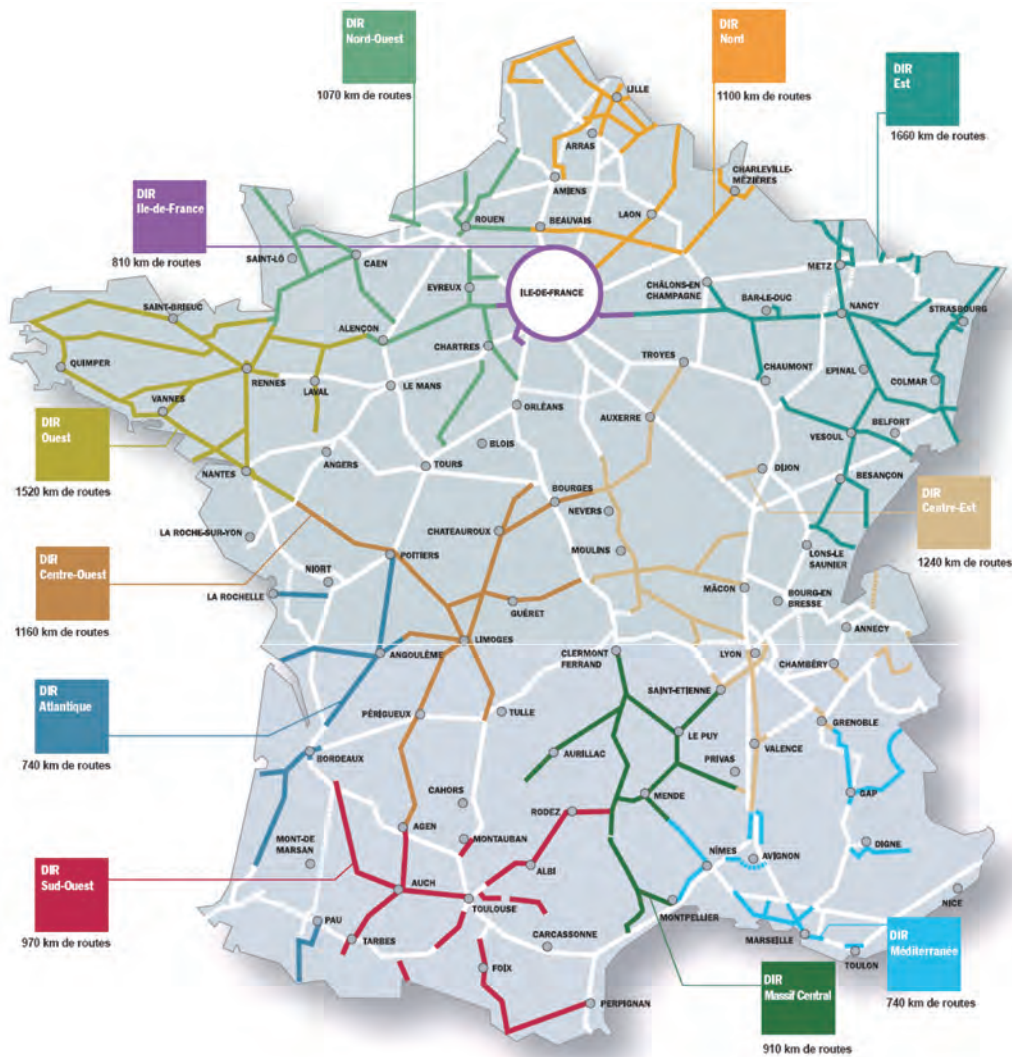 DIR
Nord-Ouest
1070 km de routes
DIR
Nord
1100 km de routes
DIR
Est
1660 km de routes
DIR
Ile-de-France
810 km de routes
DIR
Ouest
1520 km de routes
DIR
Centre-Est
1240 km de routes
DIR
Centre-Ouest
1160 km de routes
DIR
Atlantique
740 km de routes
DIR
Sud-Ouest
970 km de routes
DIR
Massif Central
910 km de routes
DIR
Méditerranée
740 km de routes
LILLE
ARRAS
CHARLEVILLE-
MÉZIÈRES
AMIENS
ROUEN
BEAUVAIS
LAON
SAINT-LÔ
CAEN
METZ
EVREUX
ILE-DE-FRANCE
CHÂLONS-EN
CHAMPAGNE
BAR-LE-DUC
NANCY
STRASBOURG
SAINT-BRIEUC
ALENÇON
CHARTRES
TROYES
QUIMPER
RENNES
LAVAL
LE MANS
CHAUMONT
EPINAL
COLMAR
VANNES
ORLÉANS
AUXERRE
BELFORT
VESOUL
BLOIS
ANGERS
NANTES
TOURS
DIJON
BESANÇON
BOURGES
NEVERS
CHATEAUROUX
LA ROCHE-SUR-YON
POITIERS
MOULINS
LONS-LE
SAUNIER
NIORT
LA ROCHELLE
GUÉRET
MÂCON
BOURG-EN
BRESSE
ANNECY
LIMOGES
ANGOULÊME
CLERMONT
FERRAND
LYON
CHAMBÉRY
SAINT-ETIENNE
PÉRIGUEUX
TULLE
GRENOBLE
LE PUY
BORDEAUX
AURILLAC
PRIVAS
VALENCE
CAHORS
RODEZ
MENDE
GAP
AGEN
MONTAUBAN
DIGNE
MONT-DE
MARSAN
ALBI
NÎMES
AVIGNON
AUCH
TOULOUSE
NICE
MONTPELLIER
PAU
TARBES
CARCASSONNE
MARSEILLE
TOULON
FOIX
PERPIGNAN